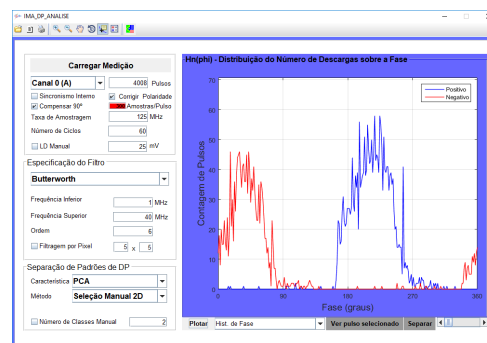 IMA_DP_ANALISE
Carregar
Medição
Canal 0 (A)
4008 Pulsos
Sincronismo Interno
Corrigir Polaridade
Compensar 90º
Amostras/Pulso
Taxa de Amostragem
125 MHz
Número de Ciclos
60
LD Manual
25 mV
Especificação do Filtro
Butterworth
Frequência Inferior
1 MHz
Frequência Superior
40 MHz
Ordem
6
Filtragem por Pixel
5 x 5
Separação de Padrões de DP
Característica PCA
Método Seleção Manual 2D
Número de Classes Manual
2
Hn(phi) - Distribuição do Número de Descargas sobre a Fase
Positivo
Negativo
Contagem de Pulsos
70
60
50
40
30
20
10
0
0 90 180 270 360
Fase (graus)
Plotar Hist. de Fase Ver pulso selecionado Separar